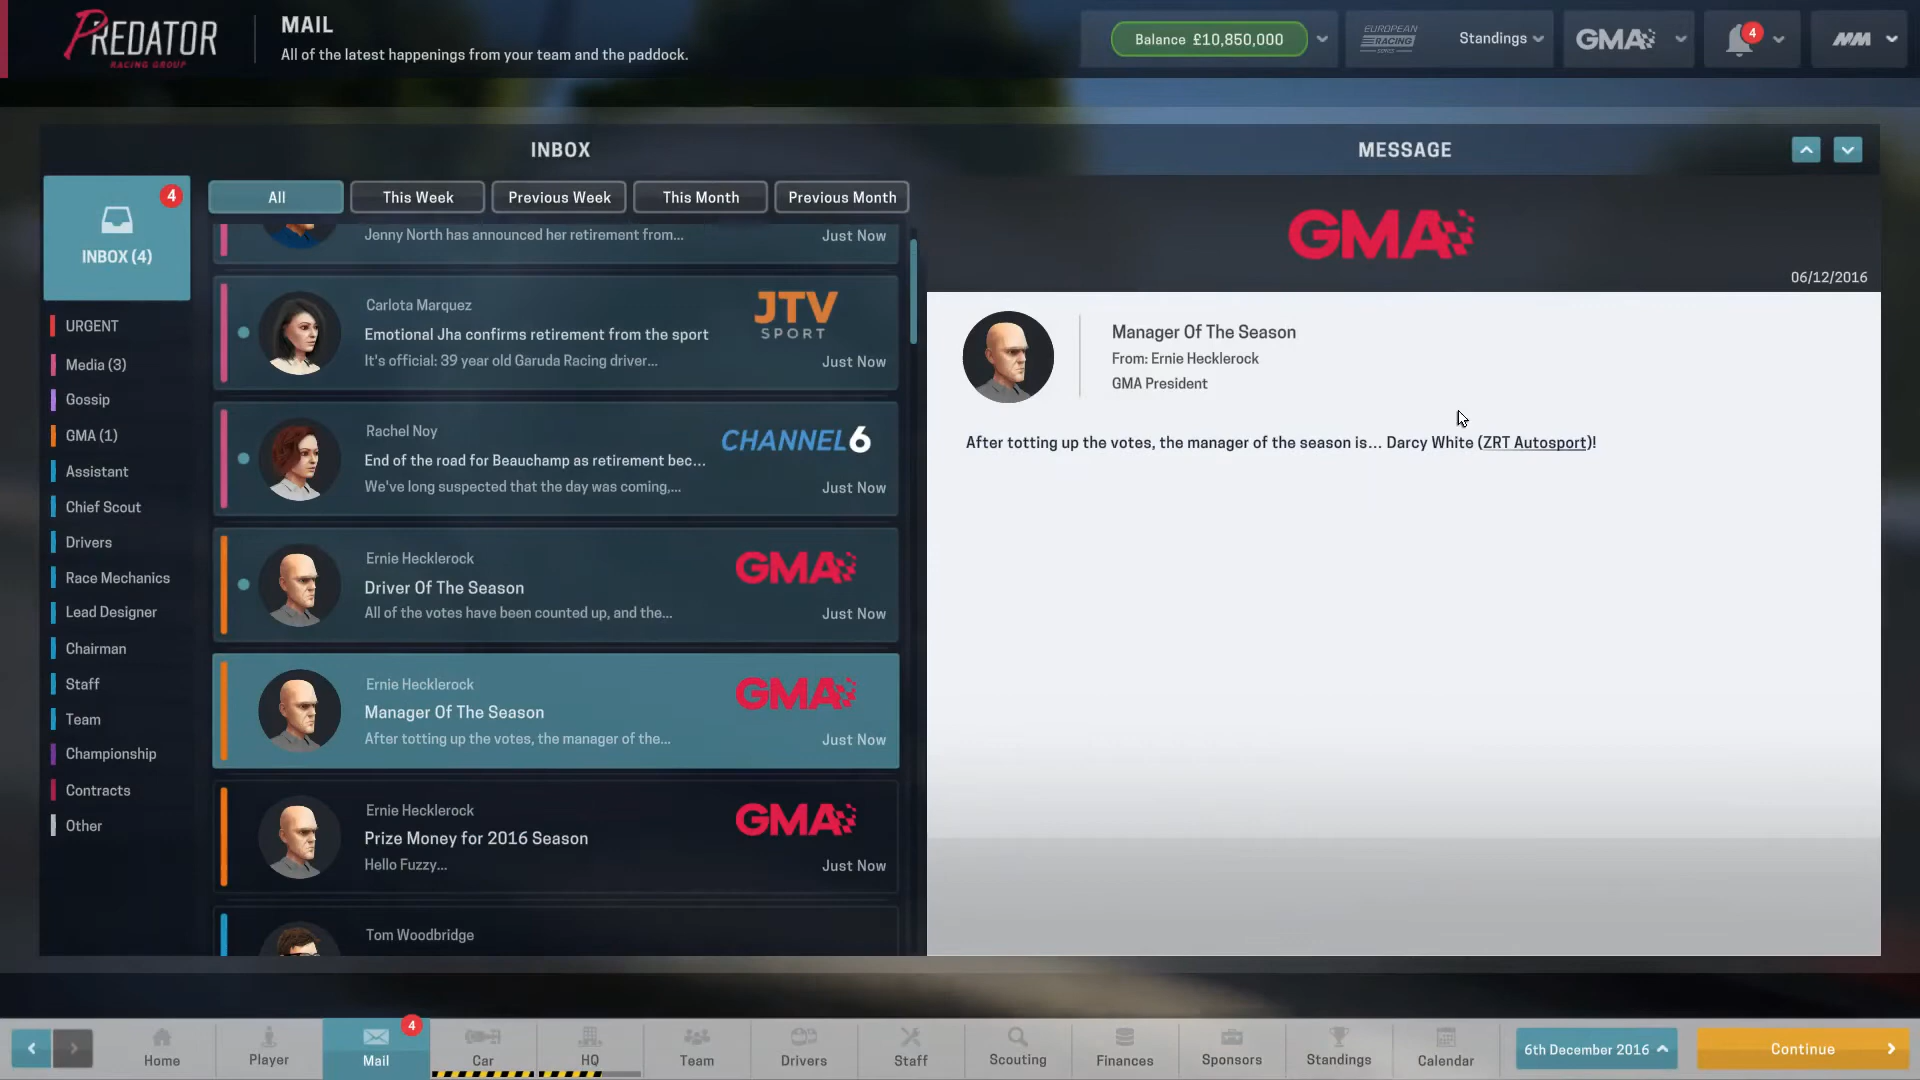 PREDATOR
RACING GROUP
MAIL
All of the latest happenings from your team and the paddock.
Balance £10,850,000
EUROPEAN
RACING
SERIES
Standings
GMA
4
MM
INBOX
MESSAGE
4
INBOX (4)
All
This Week
Previous Week
This Month
Previous Month
URGENT
Media (3)
Gossip
GMA (1)
Assistant
Chief Scout
Drivers
Race Mechanics
Lead Designer
Chairman
Staff
Team
Championship
Contracts
Other
Jenny North has announced her retirement from...
Just Now
Carlota Marquez
JTV
SPORT
Emotional Jha confirms retirement from the sport
It's official: 39 year old Garuda Racing driver...
Just Now
Rachel Noy
CHANNEL6
End of the road for Beauchamp as retirement bec...
We've long suspected that the day was coming,...
Just Now
Ernie Hecklerock
GMA
Driver Of The Season
All of the votes have been counted up, and the...
Just Now
Ernie Hecklerock
GMA
Manager Of The Season
After totting up the votes, the manager of the...
Just Now
Ernie Hecklerock
GMA
Prize Money for 2016 Season
Hello Fuzzy...
Just Now
Tom Woodbridge
GMA
06/12/2016
Manager Of The Season
From: Ernie Hecklerock
GMA President
After totting up the votes, the manager of the season is... Darcy White (ZRT Autosport)!
Home
Player
4
Mail
Car
HQ
Team
Drivers
Staff
Scouting
Finances
Sponsors
Standings
Calendar
6th December 2016
Continue